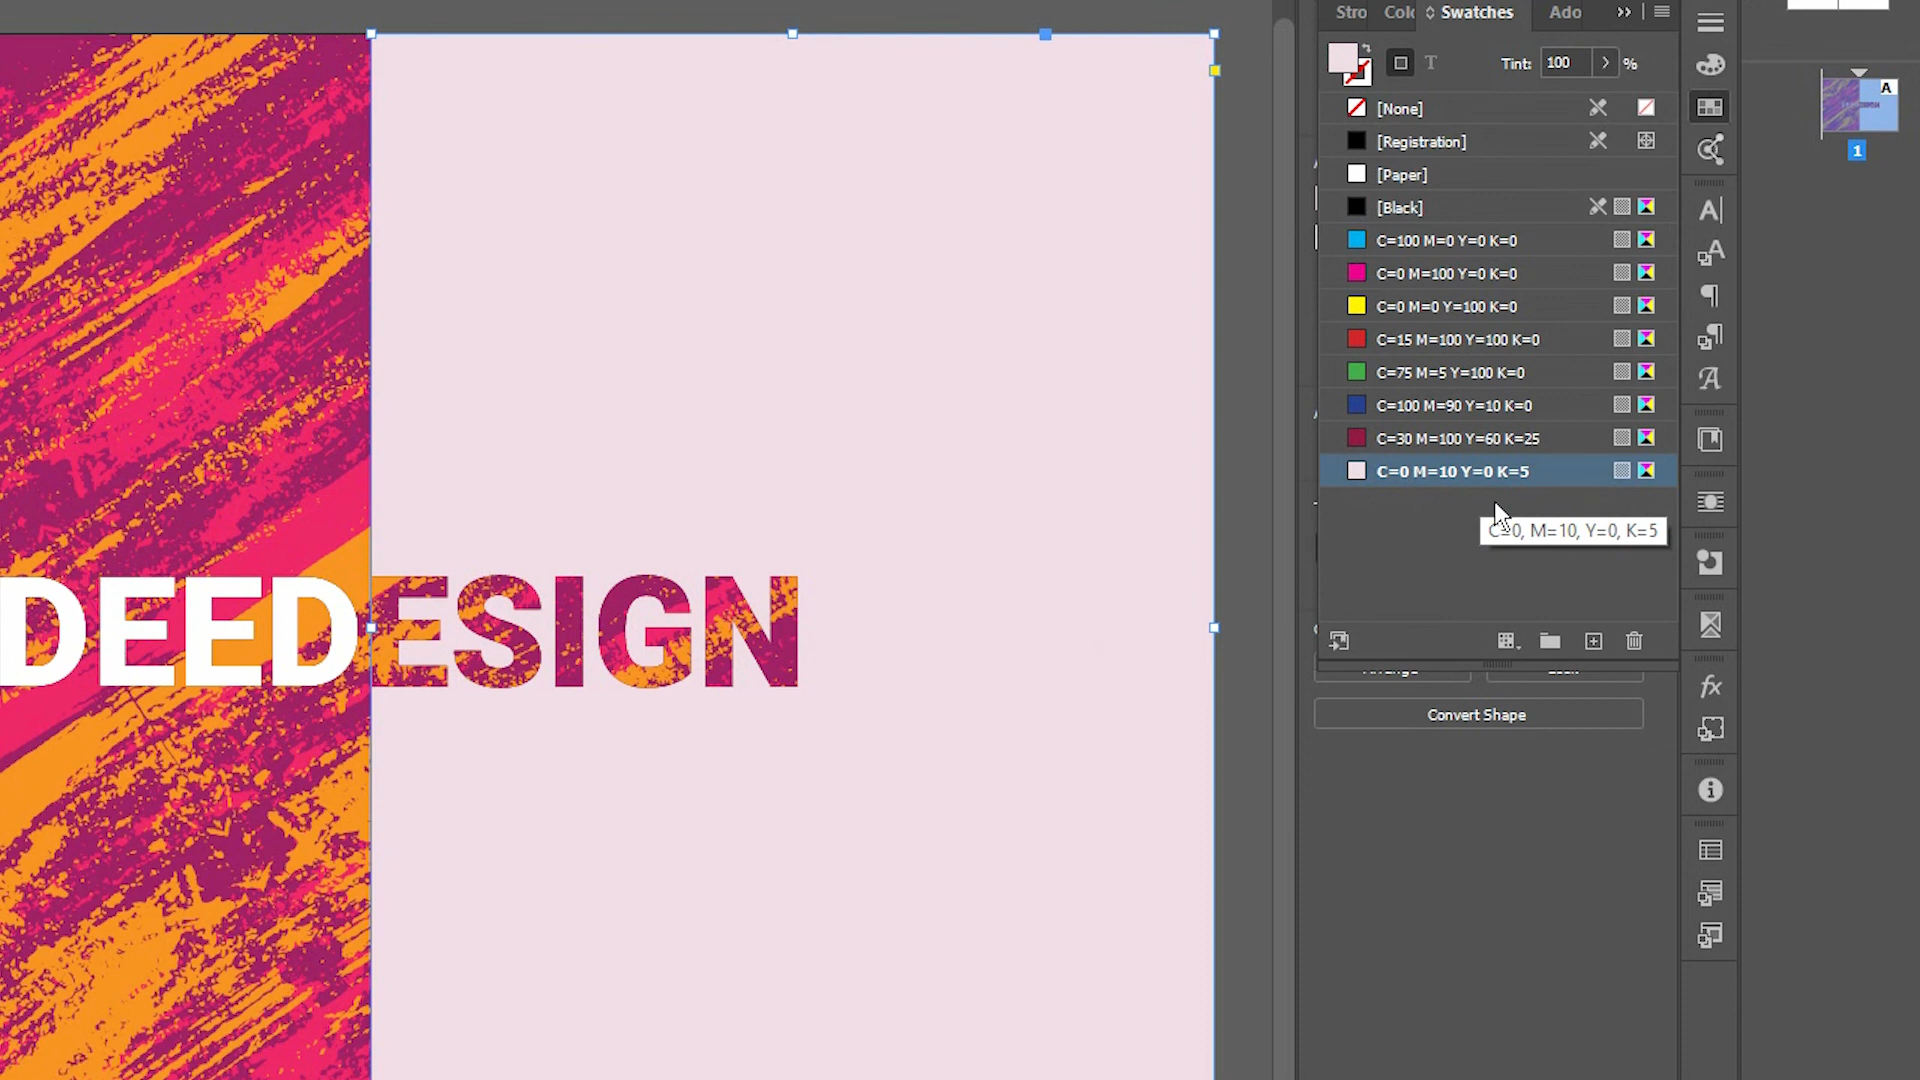 Stro Colo Swatches Ado
T Tint: 100 %
[None]
[Registration]
[Paper]
[Black]
C=100 M=0 Y=0 K=0
C=0 M=100 Y=0 K=0
C=0 M=0 Y=100 K=0
C=15 M=100 Y=100 K=0
C=75 M=5 Y=100 K=0
C=100 M=90 Y=10 K=0
C=30 M=100 Y=60 K=25
C=0 M=10 Y=0 K=5
C=0, M=10, Y=0, K=5
DEEDESIGN
Convert Shape
A
1
fx